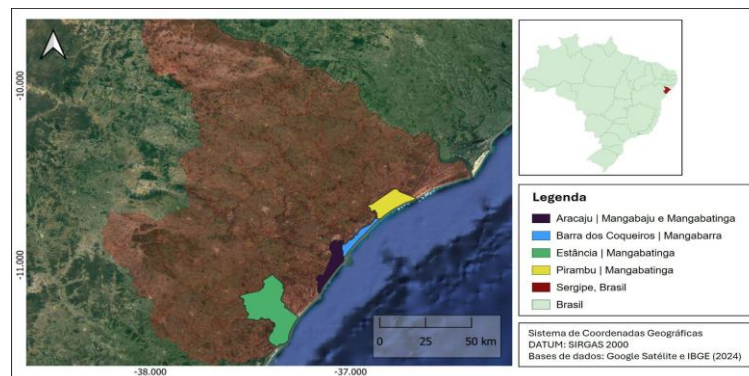 -10.000
-11.000
-38.000
-37.000
0 25 50 km
Legenda
Aracaju | Mangabaju e Mangabatinga
Barra dos Coqueiros | Mangabarra
Estância | Mangabatinga
Pirambu | Mangabatinga
Sergipe, Brasil
Brasil
Sistema de Coordenadas Geográficas
DATUM: SIRGAS 2000
Bases de dados: Google Satélite e IBGE (2024)